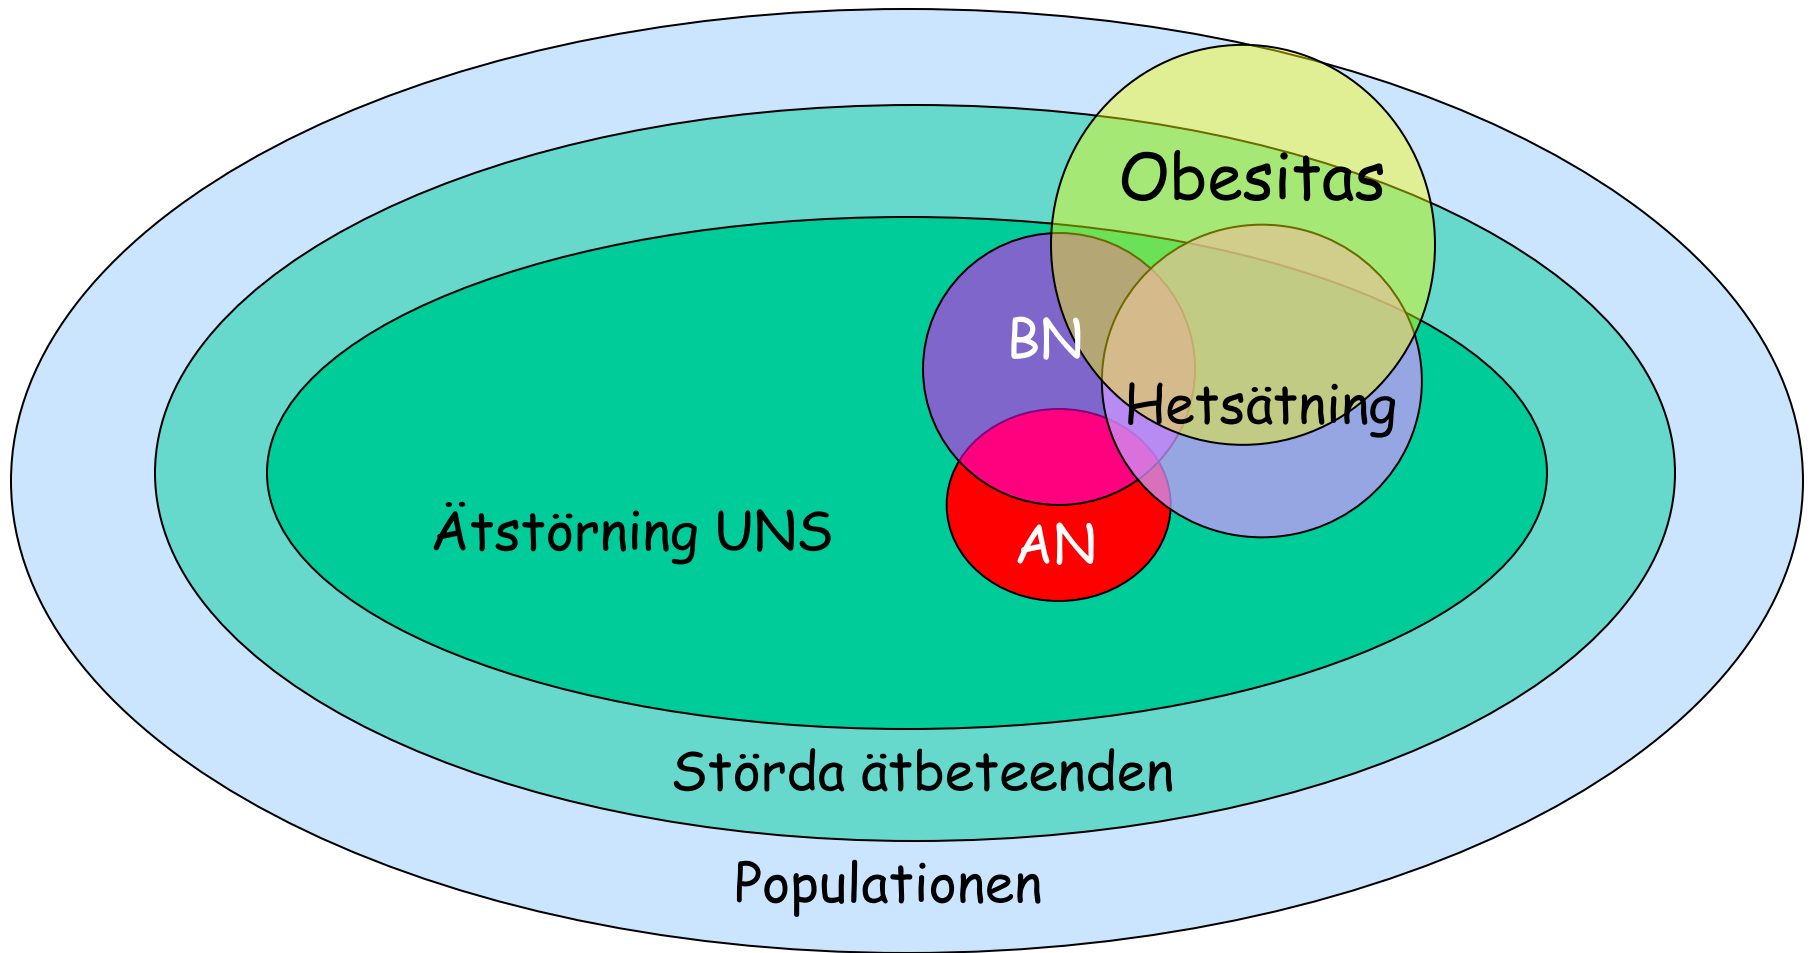 Obesitas
BN
Hetsätning
Ätstörning UNS
AN
Störda ätbeteenden
Populationen